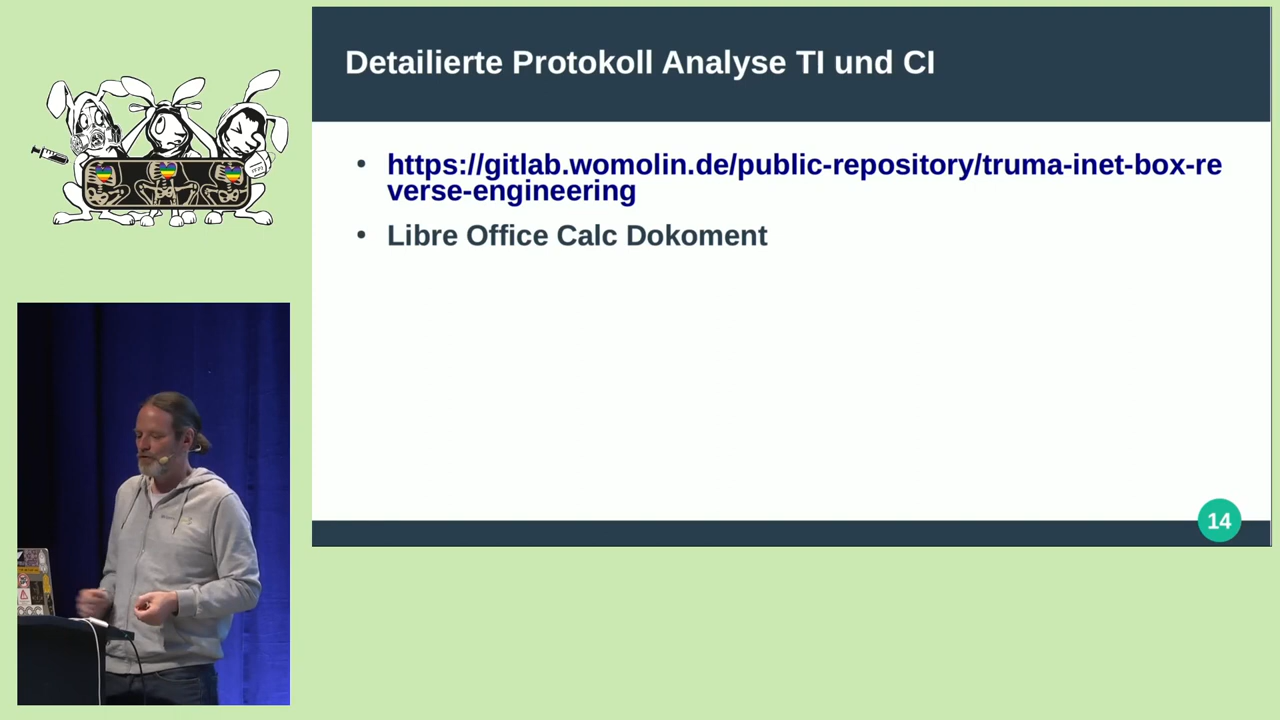 Detailierte Protokoll Analyse TI und CI
• https://gitlab.womolin.de/public-repository/truma-inet-box-re
verse-engineering
• Libre Office Calc Dokoment
14